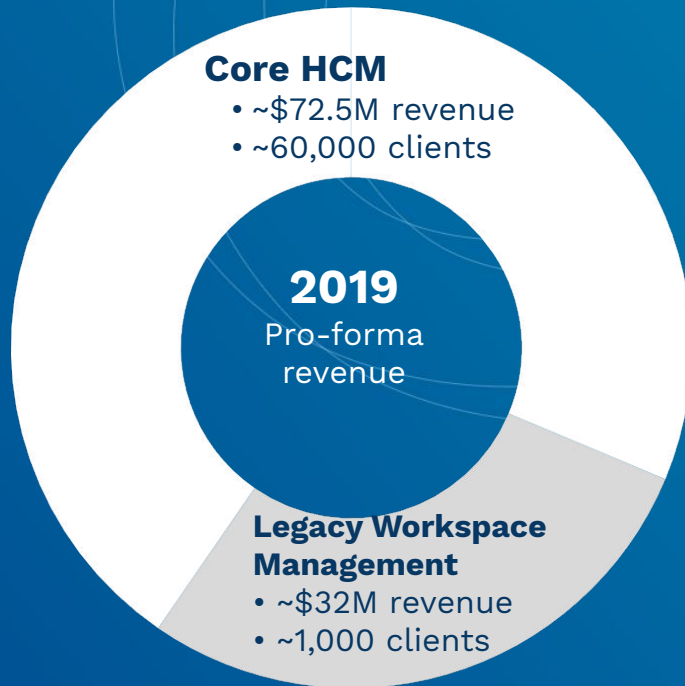 Core HCM
• ~$72.5M revenue
• ~60,000 clients
2019
Pro-forma
revenue
Legacy Workspace
Management
• ~$32M revenue
• ~1,000 clients